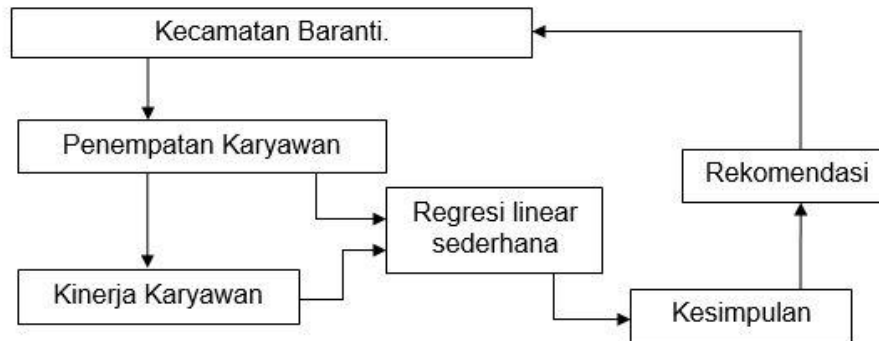 Kecamatan Baranti.
Penempatan Karyawan
Rekomendasi
Regresi linear
sederhana
Kinerja Karyawan
Kesimpulan